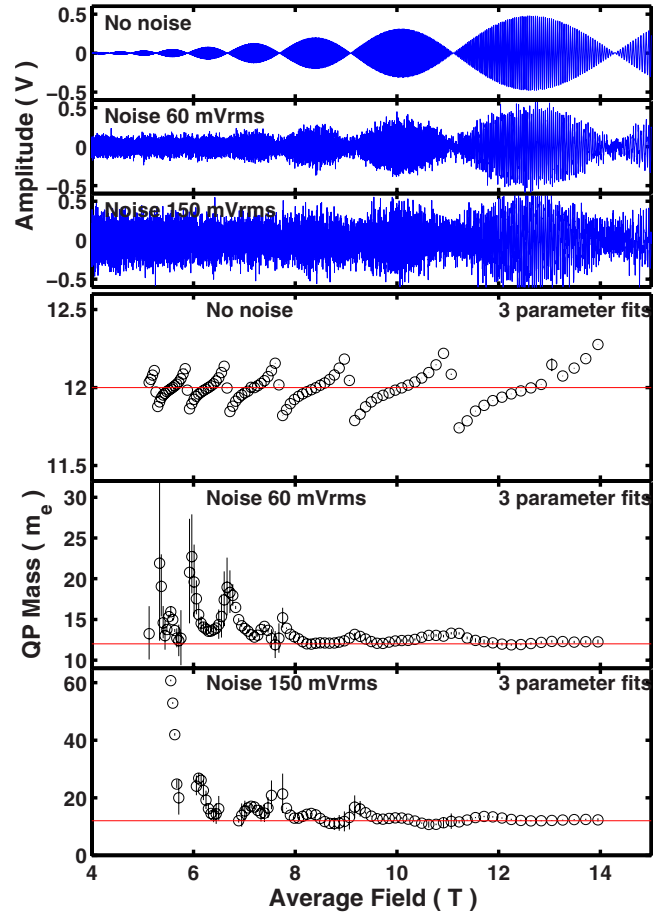 0.5
No noise
0
−0.5
Amplitude ( V )
0.5
Noise 60 mVrms
0
−0.5
0.5
Noise 150 mVrms
0
−0.5
12.5
No noise
3 parameter fits
12
11.5
QP Mass ( m_e )
30
Noise 60 mVrms
3 parameter fits
25
20
15
10
60
Noise 150 mVrms
3 parameter fits
40
20
0
4
6
8
10
12
14
Average Field ( T )